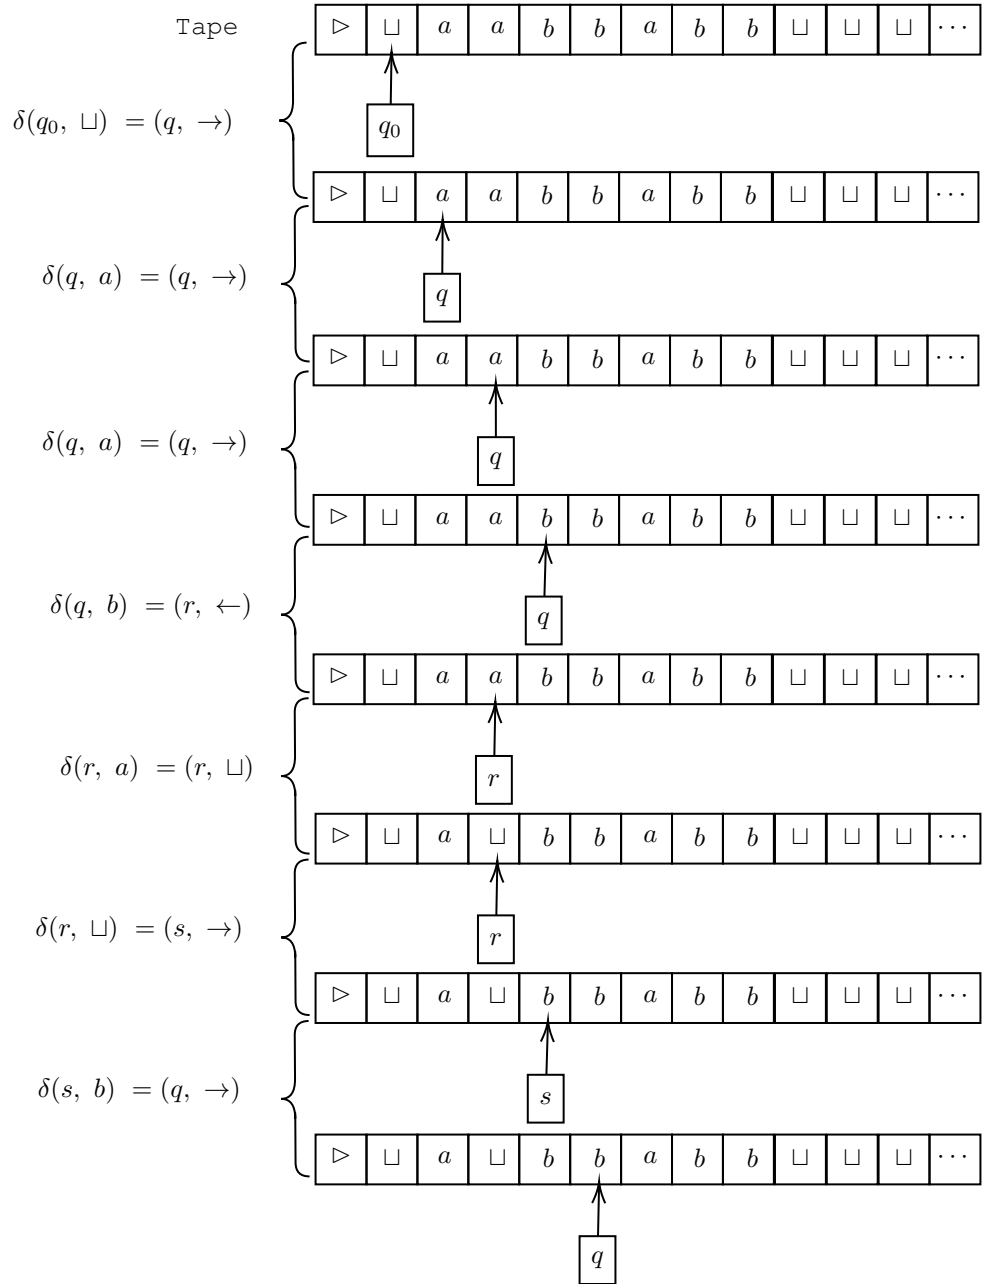 Tape ▷ ⊔ a a b b a b b ⊔ ⊔ ⊔ ···
δ(q₀, ⊔) = (q, →)
q₀
▷ ⊔ a a b b a b b ⊔ ⊔ ⊔ ···
δ(q, a) = (q, →)
q
▷ ⊔ a a b b a b b ⊔ ⊔ ⊔ ···
δ(q, a) = (q, →)
q
▷ ⊔ a a b b a b b ⊔ ⊔ ⊔ ···
δ(q, b) = (r, ←)
q
▷ ⊔ a a b b a b b ⊔ ⊔ ⊔ ···
δ(r, a) = (r, ⊔)
r
▷ ⊔ a ⊔ b b a b b ⊔ ⊔ ⊔ ···
δ(r, ⊔) = (s, →)
r
▷ ⊔ a ⊔ b b a b b ⊔ ⊔ ⊔ ···
δ(s, b) = (q, →)
s
▷ ⊔ a ⊔ b b a b b ⊔ ⊔ ⊔ ···
q